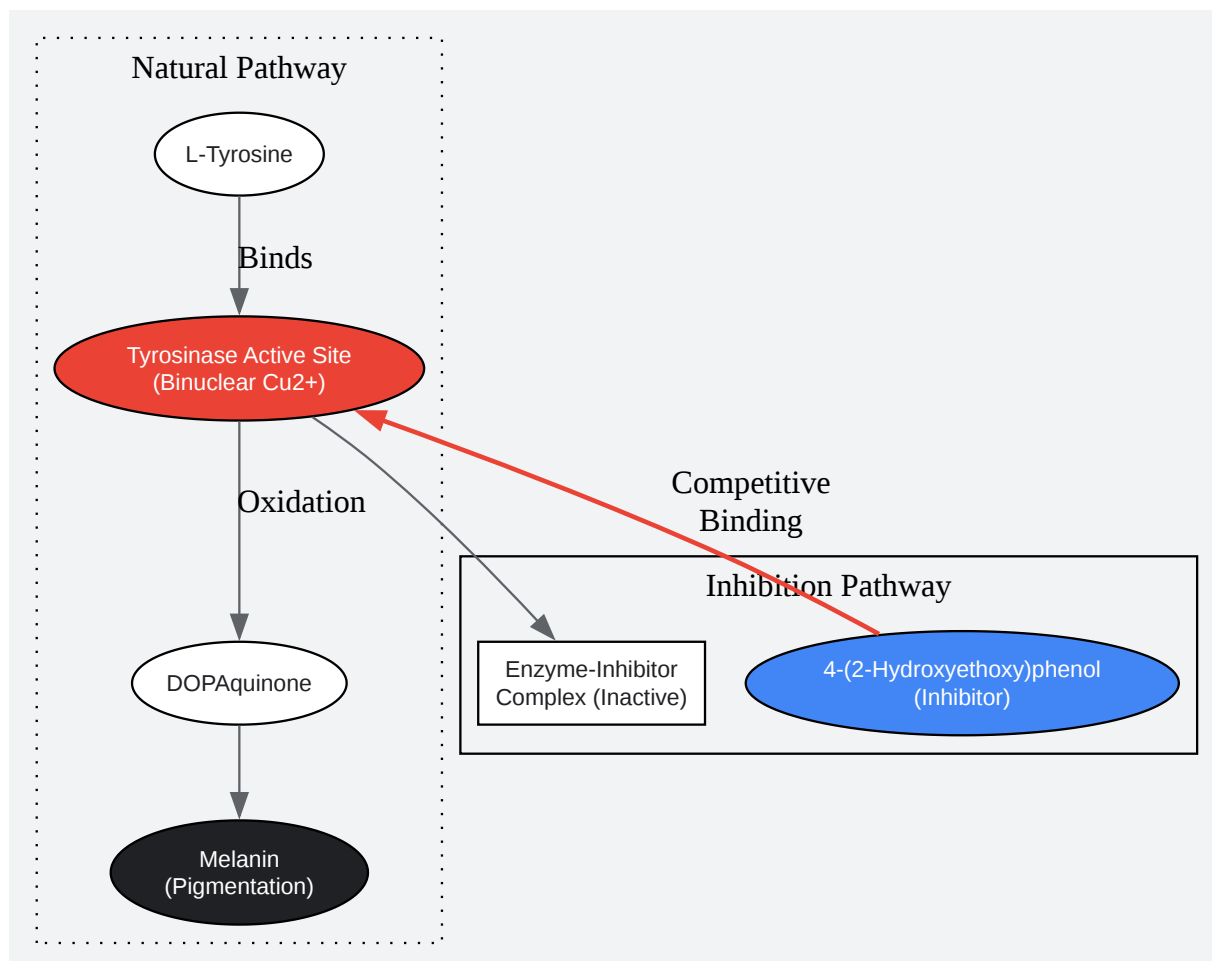 Natural Pathway
L-Tyrosine
Binds
Tyrosinase Active Site
(Binuclear Cu2+)
Oxidation
Competitive
Binding
Inhibition Pathway
Enzyme-Inhibitor
Complex (Inactive)
4-(2-Hydroxyethoxy)phenol
(Inhibitor)
DOPAquinone
Melanin
(Pigmentation)